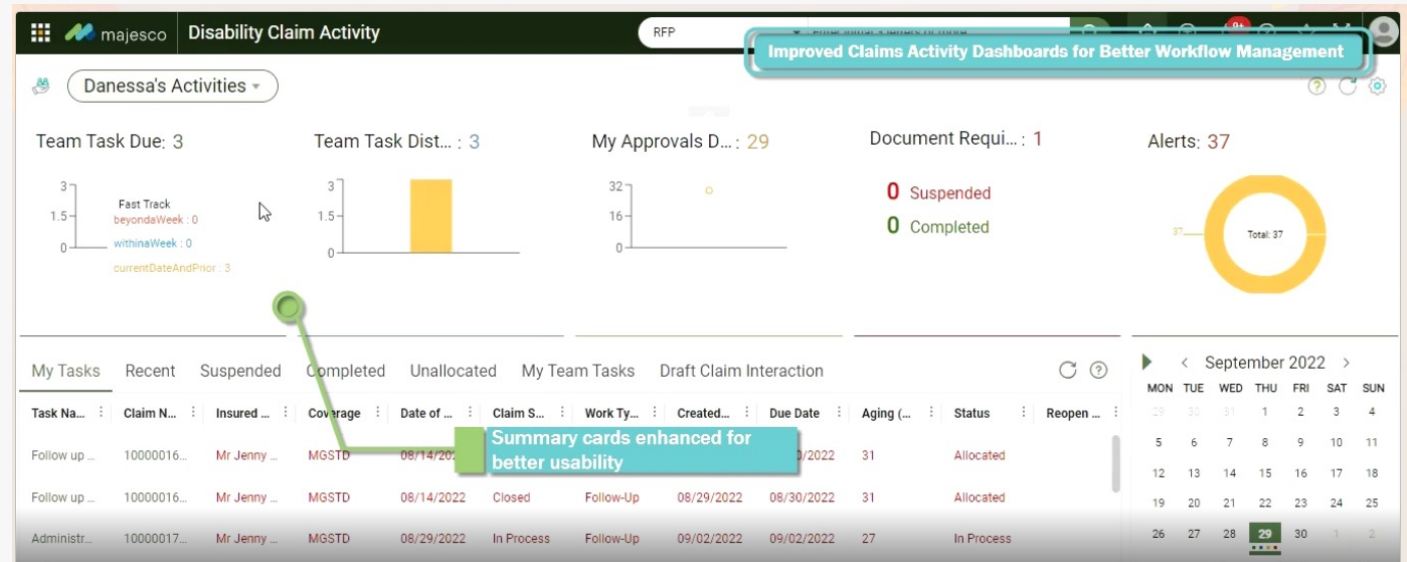 majesco Disability Claim Activity RFP
9+
Improved Claims Activity Dashboards for Better Workflow Management
Danessa's Activities
Team Task Due: 3
Team Task Dist... : 3
My Approvals D... : 29
Document Requi... : 1
Alerts: 37
3
1.5
0
Fast Track
beyondaWeek : 0
withinaWeek : 0
currentDateAndPrior : 3
3
1.5
0
32
16
0
0 Suspended
0 Completed
37
Total: 37
My Tasks Recent Suspended Completed Unallocated My Team Tasks Draft Claim Interaction
Task Na... Claim N... Insured ... Coverage Date of ... Claim S... Work Ty... Created... Due Date Aging (... Status Reopen ...
Follow up ... 10000016... Mr Jenny ... MGSTD 08/14/20 0/2022 31 Allocated
Summary cards enhanced for
better usability
Follow up ... 10000016... Mr Jenny ... MGSTD 08/14/2022 Closed Follow-Up 08/29/2022 08/30/2022 31 Allocated
Administr... 10000017... Mr Jenny ... MGSTD 08/29/2022 In Process Follow-Up 09/02/2022 09/02/2022 27 In Process
September 2022
MON TUE WED THU FRI SAT SUN
29 30 31 1 2 3 4
5 6 7 8 9 10 11
12 13 14 15 16 17 18
19 20 21 22 23 24 25
26 27 28 29 30 1 2